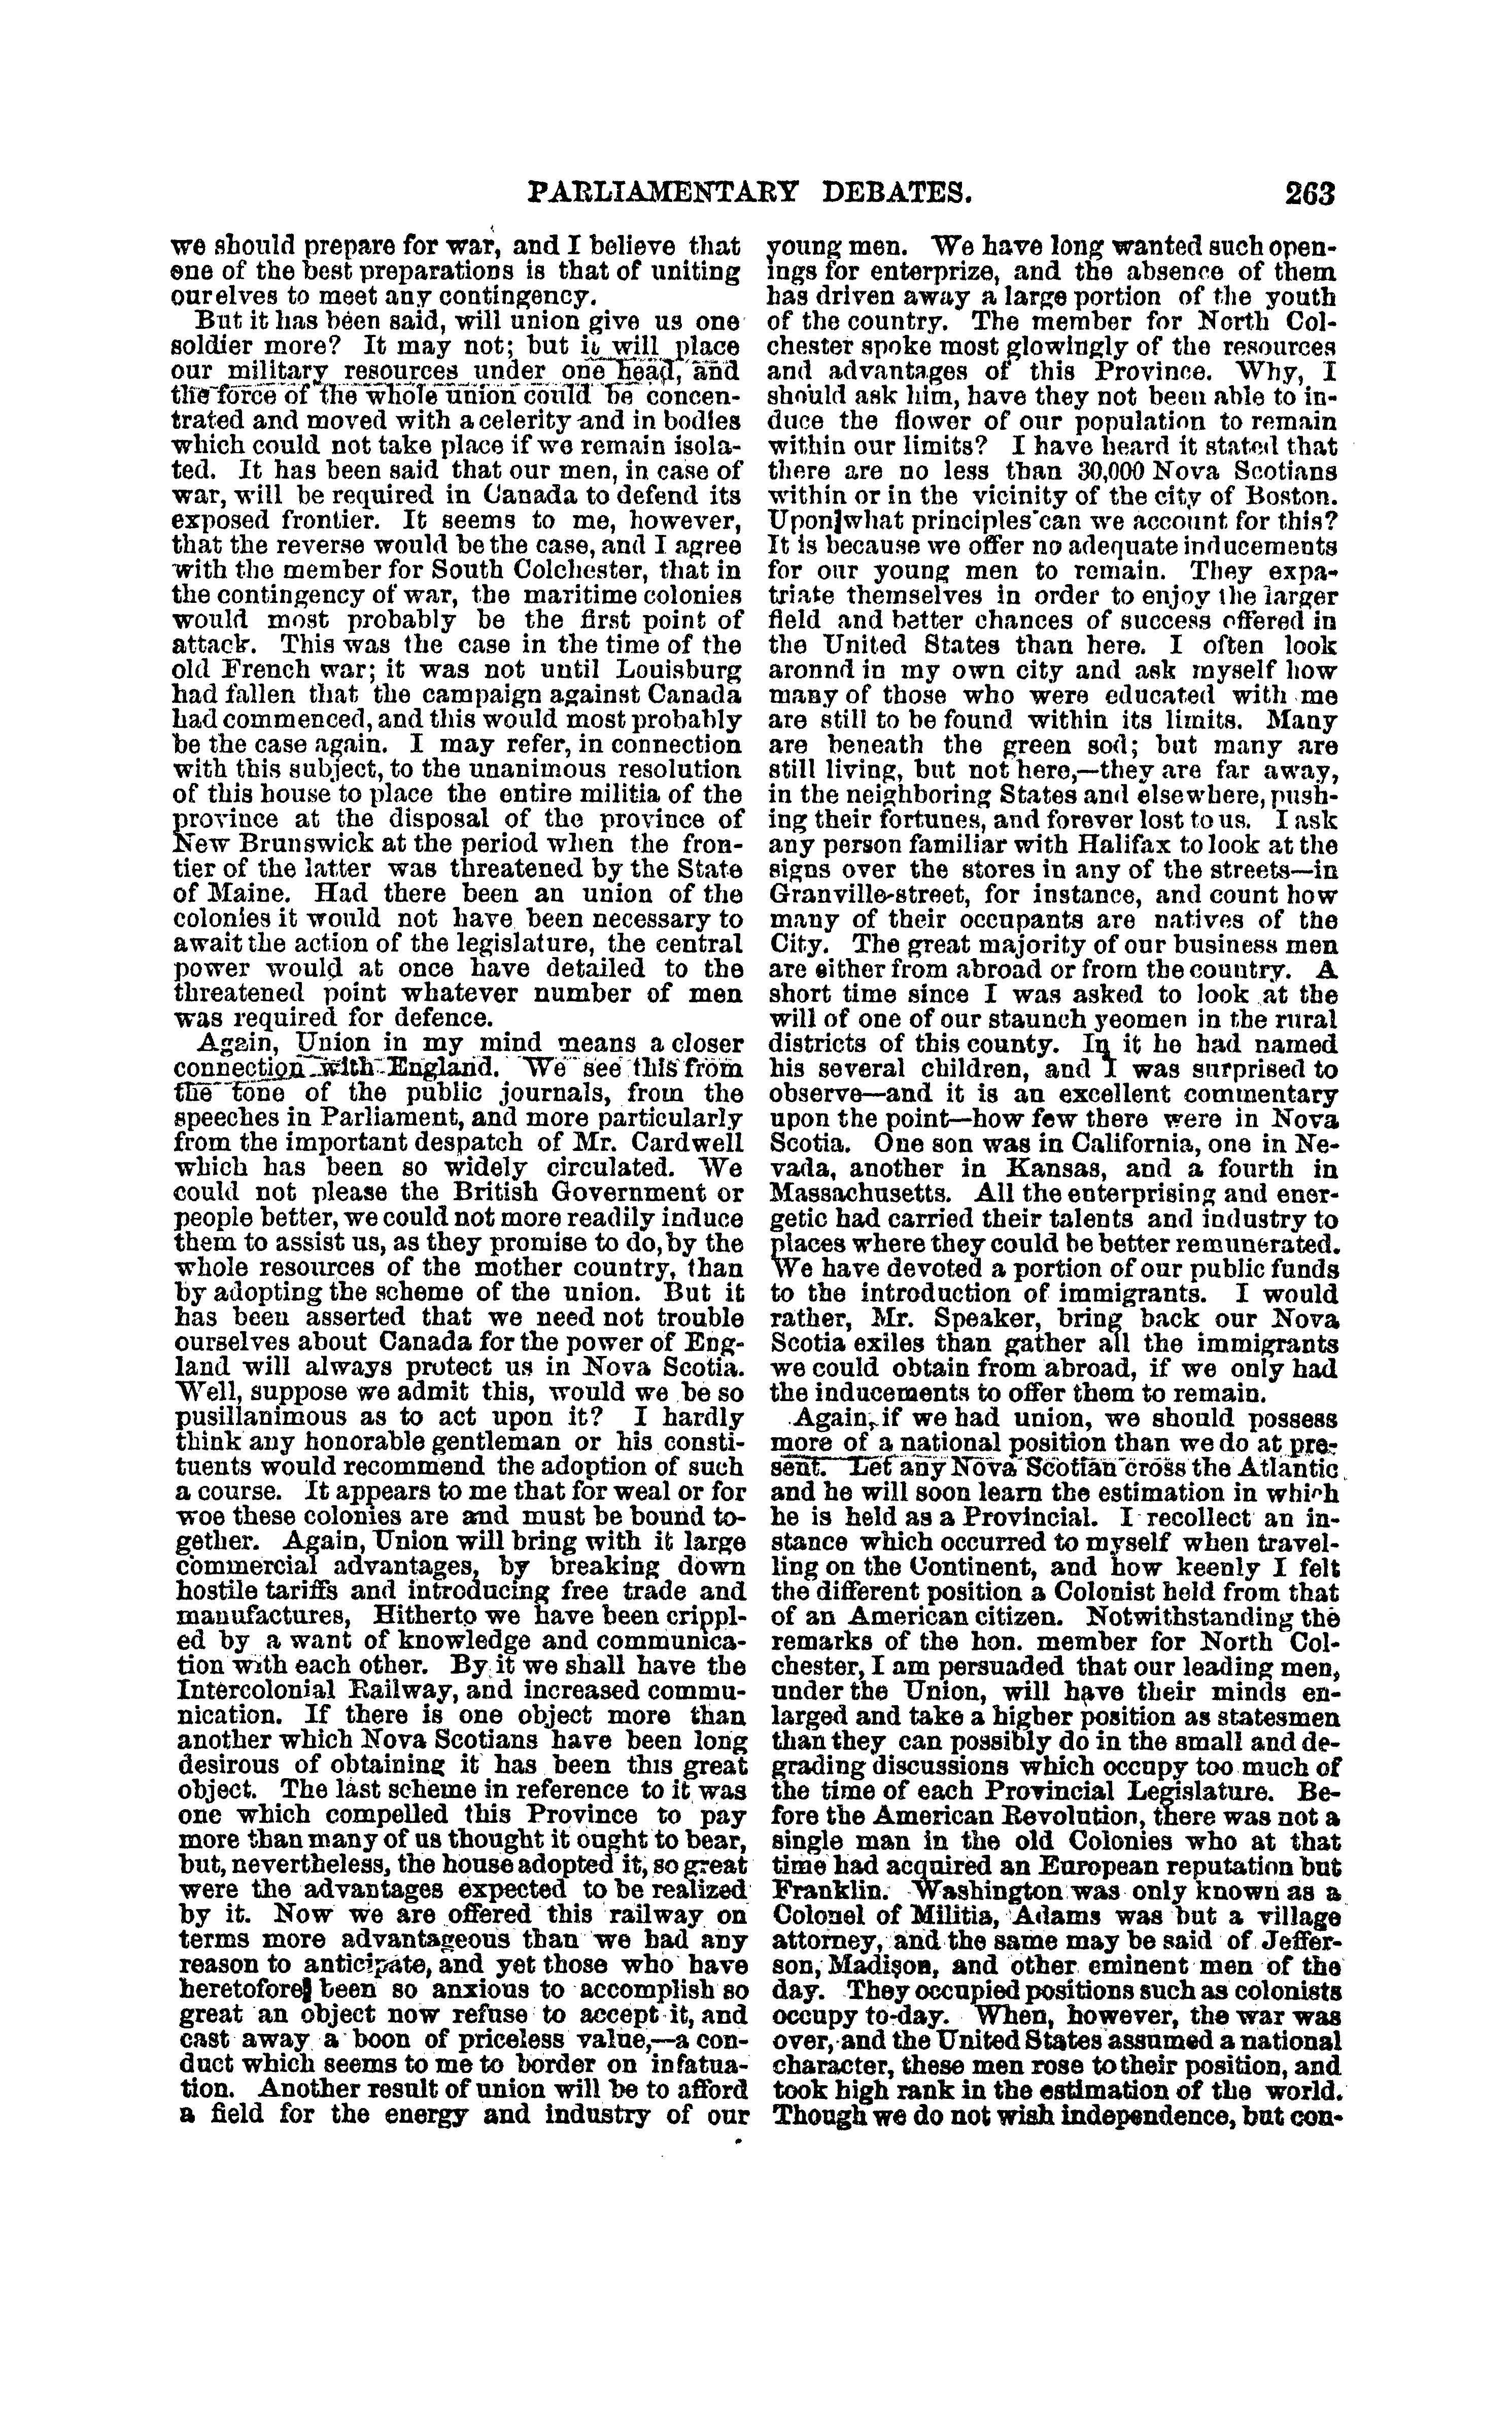 PARLIAMENTARY DEBATES.
263
we should prepare for war, and I believe that
one of the best preparations is that of uniting
ourelves to meet any contingency.
But it has been said, will union give us one
soldier more? It may not; but it will place
our military resources under one head, and
the force of the whole union could be concen-
trated and moved with a celerity and in bodies
which could not take place if we remain isola-
ted. It has been said that our men, in case of
war, will be required in Canada to defend its
exposed frontier. It seems to me, however,
that the reverse would be the case, and I agree
with the member for South Colchester, that in
the contingency of war, the maritime colonies
would most probably be the first point of
attack. This was the case in the time of the
old French war; it was not until Louisburg
had fallen that the campaign against Canada
had commenced, and this would most probably
be the case again. I may refer, in connection
with this subject, to the unanimous resolution
of this house to place the entire militia of the
province at the disposal of the province of
New Brunswick at the period when the fron-
tier of the latter was threatened by the State
of Maine. Had there been an union of the
colonies it would not have been necessary to
await the action of the legislature, the central
power would at once have detailed to the
threatened point whatever number of men
was required for defence.
Again, Union in my mind means a closer
connection with England. We see this from
the tone of the public journals, from the
speeches in Parliament, and more particularly
from the important despatch of Mr. Cardwell
which has been so widely circulated. We
could not please the British Government or
people better, we could not more readily induce
them to assist us, as they promise to do, by the
whole resources of the mother country, than
by adopting the scheme of the union. But it
has been asserted that we need not trouble
ourselves about Canada for the power of Eng-
land will always protect us in Nova Scotia.
Well, suppose we admit this, would we be so
pusillanimous as to act upon it? I hardly
think any honorable gentleman or his consti-
tuents would recommend the adoption of such
a course. It appears to me that for weal or for
woe these colonies are and must be bound to-
gether. Again, Union will bring with it large
commercial advantages, by breaking down
hostile tariffs and introducing free trade and
manufactures, Hitherto we have been crippl-
ed by a want of knowledge and communica-
tion with each other. By it we shall have the
Intercolonial Railway, and increased commu-
nication. If there is one object more than
another which Nova Scotians have been long
desirous of obtaining it has been this great
object. The last scheme in reference to it was
one which compelled this Province to pay
more than many of us thought it ought to bear,
but, nevertheless, the house adopted it, so great
were the advantages expected to be realized
by it. Now we are offered this railway on
terms more advantageous than we had any
reason to anticipate, and yet those who have
heretofore been so anxious to accomplish so
great an object now refuse to accept it, and
cast away a boon of priceless value,—a con-
duct which seems to me to border on infatua-
tion. Another result of union will be to afford
a field for the energy and industry of our
young men. We have long wanted such open-
ings for enterprize, and the absence of them
has driven away a large portion of the youth
of the country. The member for North Col-
chester spoke most glowingly of the resources
and advantages of this Province. Why, I
should ask him, have they not been able to in-
duce the flower of our population to remain
within our limits? I have heard it stated that
there are no less than 30,000 Nova Scotians
within or in the vicinity of the city of Boston.
Upon what principles can we account for this?
It is because we offer no adequate inducements
for our young men to remain. They expa-
triate themselves in order to enjoy the larger
field and better chances of success offered in
the United States than here. I often look
aronnd in my own city and ask myself how
many of those who were educated with me
are still to be found within its limits. Many
are beneath the green sod; but many are
still living, but not here,—they are far away,
in the neighboring States and elsewhere, push-
ing their fortunes, and forever lost to us. I ask
any person familiar with Halifax to look at the
signs over the stores in any of the streets—in
Granville-street, for instance, and count how
many of their occupants are natives of the
City. The great majority of our business men
are either from abroad or from the country. A
short time since I was asked to look at the
will of one of our staunch yeomen in the rural
districts of this county. In it he had named
his several children, and I was surprised to
observe—and it is an excellent commentary
upon the point—how few there were in Nova
Scotia. One son was in California, one in Ne-
vada, another in Kansas, and a fourth in
Massachusetts. All the enterprising and ener-
getic had carried their talents and industry to
places where they could be better remunerated.
We have devoted a portion of our public funds
to the introduction of immigrants. I would
rather, Mr. Speaker, bring back our Nova
Scotia exiles than gather all the immigrants
we could obtain from abroad, if we only had
the inducements to offer them to remain.
Again, if we had union, we should possess
more of a national position than we do at pre-
sent. Let any Nova Scotian cross the Atlantic
and he will soon learn the estimation in which
he is held as a Provincial. I recollect an in-
stance which occurred to myself when travel-
ling on the Continent, and how keenly I felt
the different position a Colonist held from that
of an American citizen. Notwithstanding the
remarks of the hon. member for North Col-
chester, I am persuaded that our leading men,
under the Union, will have their minds en-
larged and take a higher position as statesmen
than they can possibly do in the small and de-
grading discussions which occupy too much of
the time of each Provincial Legislature. Be-
fore the American Revolution, there was not a
single man in the old Colonies who at that
time had acquired an European reputation but
Franklin. Washington was only known as a
Colonel of Militia, Adams was but a village
attorney, and the same may be said of Jeffer-
son, Madison, and other eminent men of the
day. They occupied positions such as colonists
occupy to-day. When, however, the war was
over, and the United States assumed a national
character, these men rose to their position, and
took high rank in the estimation of the world.
Though we do not wish independence, but con-